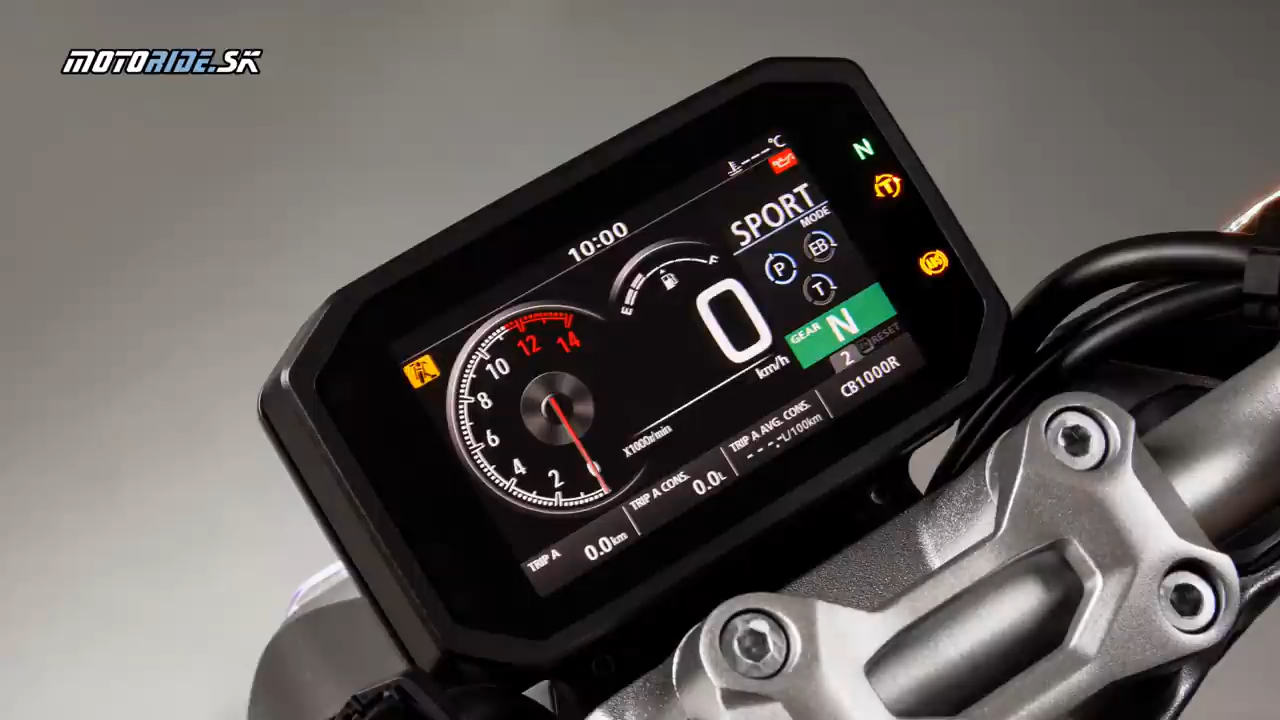 MOTORIDE.SK
---°C
10:00
SPORT
MODE
P
EB
T
E
F
0
km/h
GEAR N
2 RESET
CB1000R
14
12
10
8
6
4
2
0
X1000r/min
TRIP A 0.0km
TRIP A CONS. 0.0L
TRIP A AVG. CONS.
---.-L/100km
N
T
ABS